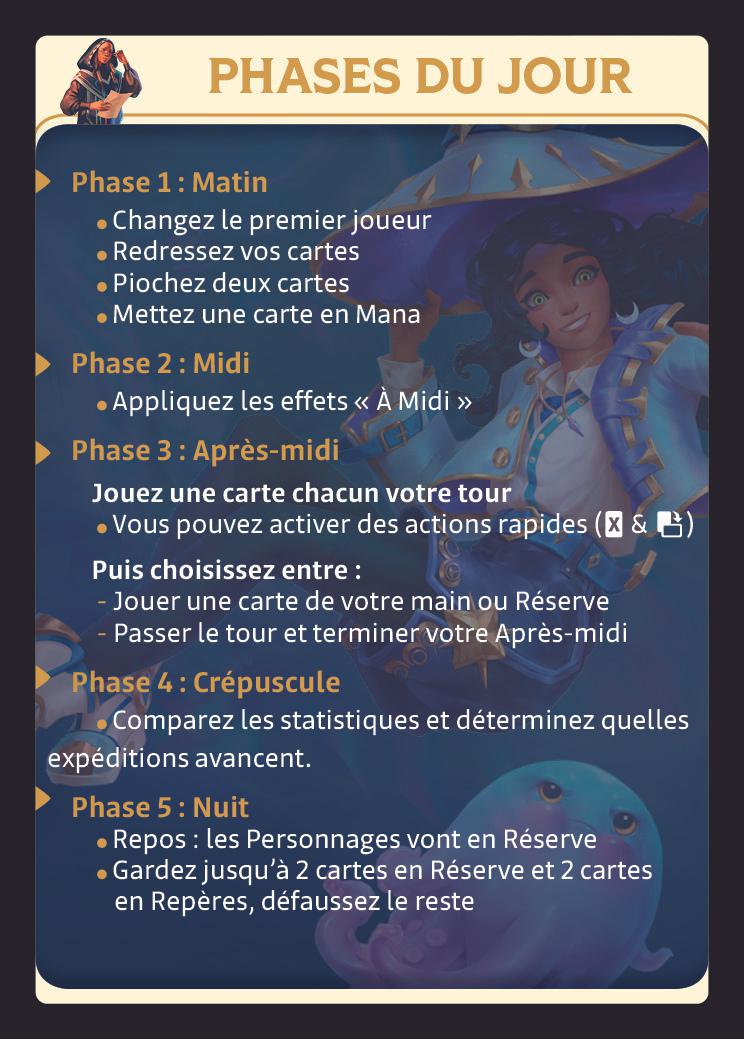 PHASES DU JOUR
Phase 1 : Matin
• Changez le premier joueur
• Redressez vos cartes
• Piochez deux cartes
• Mettez une carte en Mana
Phase 2 : Midi
• Appliquez les effets « À Midi »
Phase 3 : Après-midi
Jouez une carte chacun votre tour
• Vous pouvez activer des actions rapides (X & )
Puis choisissez entre :
- Jouer une carte de votre main ou Réserve
- Passer le tour et terminer votre Après-midi
Phase 4 : Crépuscule
• Comparez les statistiques et déterminez quelles
expéditions avancent.
Phase 5 : Nuit
• Repos : les Personnages vont en Réserve
• Gardez jusqu’à 2 cartes en Réserve et 2 cartes
en Repères, défaussez le reste